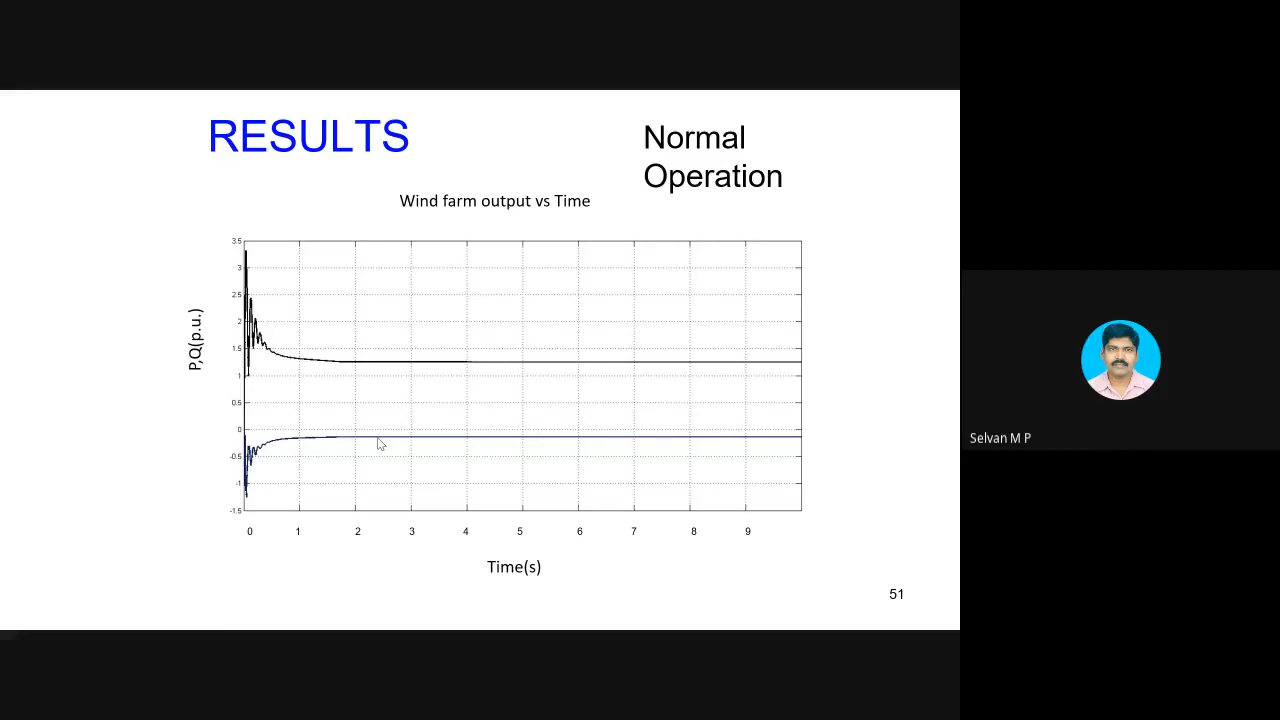 RESULTS
Normal
Operation
Wind farm output vs Time
P,Q(p.u.)
3.5
3
2.5
2
1.5
1
0.5
0
-0.5
-1
-1.5
0 1 2 3 4 5 6 7 8 9
Time(s)
51
Selvan M P